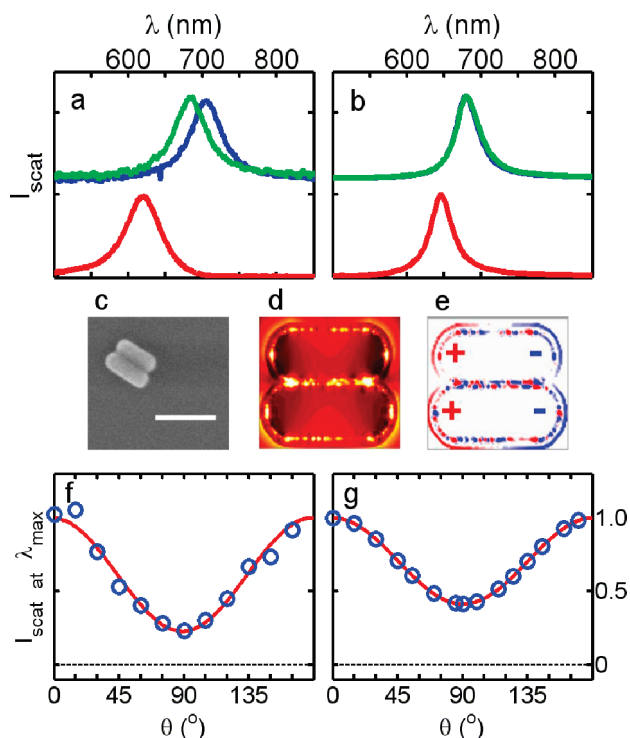 λ (nm) λ (nm)
600 700 800 600 700 800
a b
I_scat
c d e
+ -
+ -
f g
I_scat at λ_max
1.0
0.5
0
0 45 90 135 0 45 90 135
θ (°) θ (°)